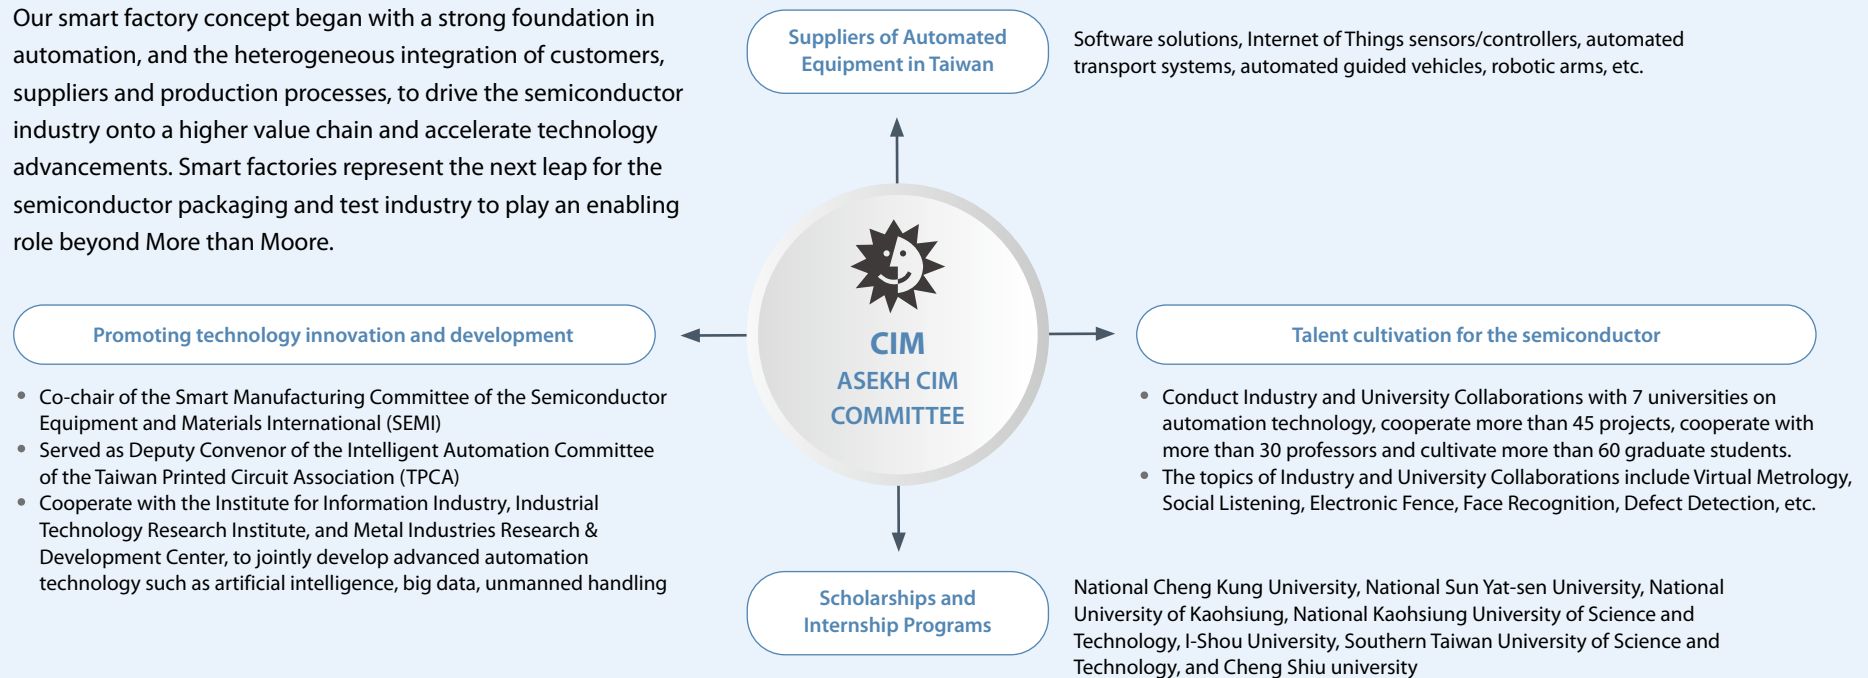 Our smart factory concept began with a strong foundation in
automation, and the heterogeneous integration of customers,
suppliers and production processes, to drive the semiconductor
industry onto a higher value chain and accelerate technology
advancements. Smart factories represent the next leap for the
semiconductor packaging and test industry to play an enabling
role beyond More than Moore.
Suppliers of Automated
Equipment in Taiwan
Software solutions, Internet of Things sensors/controllers, automated
transport systems, automated guided vehicles, robotic arms, etc.
Promoting technology innovation and development
• Co-chair of the Smart Manufacturing Committee of the Semiconductor
Equipment and Materials International (SEMI)
• Served as Deputy Convenor of the Intelligent Automation Committee
of the Taiwan Printed Circuit Association (TPCA)
• Cooperate with the Institute for Information Industry, Industrial
Technology Research Institute, and Metal Industries Research &
Development Center, to jointly develop advanced automation
technology such as artificial intelligence, big data, unmanned handling
CIM
ASEKH CIM
COMMITTEE
Talent cultivation for the semiconductor
• Conduct Industry and University Collaborations with 7 universities on
automation technology, cooperate more than 45 projects, cooperate with
more than 30 professors and cultivate more than 60 graduate students.
• The topics of Industry and University Collaborations include Virtual Metrology,
Social Listening, Electronic Fence, Face Recognition, Defect Detection, etc.
Scholarships and
Internship Programs
National Cheng Kung University, National Sun Yat-sen University, National
University of Kaohsiung, National Kaohsiung University of Science and
Technology, I-Shou University, Southern Taiwan University of Science and
Technology, and Cheng Shiu university